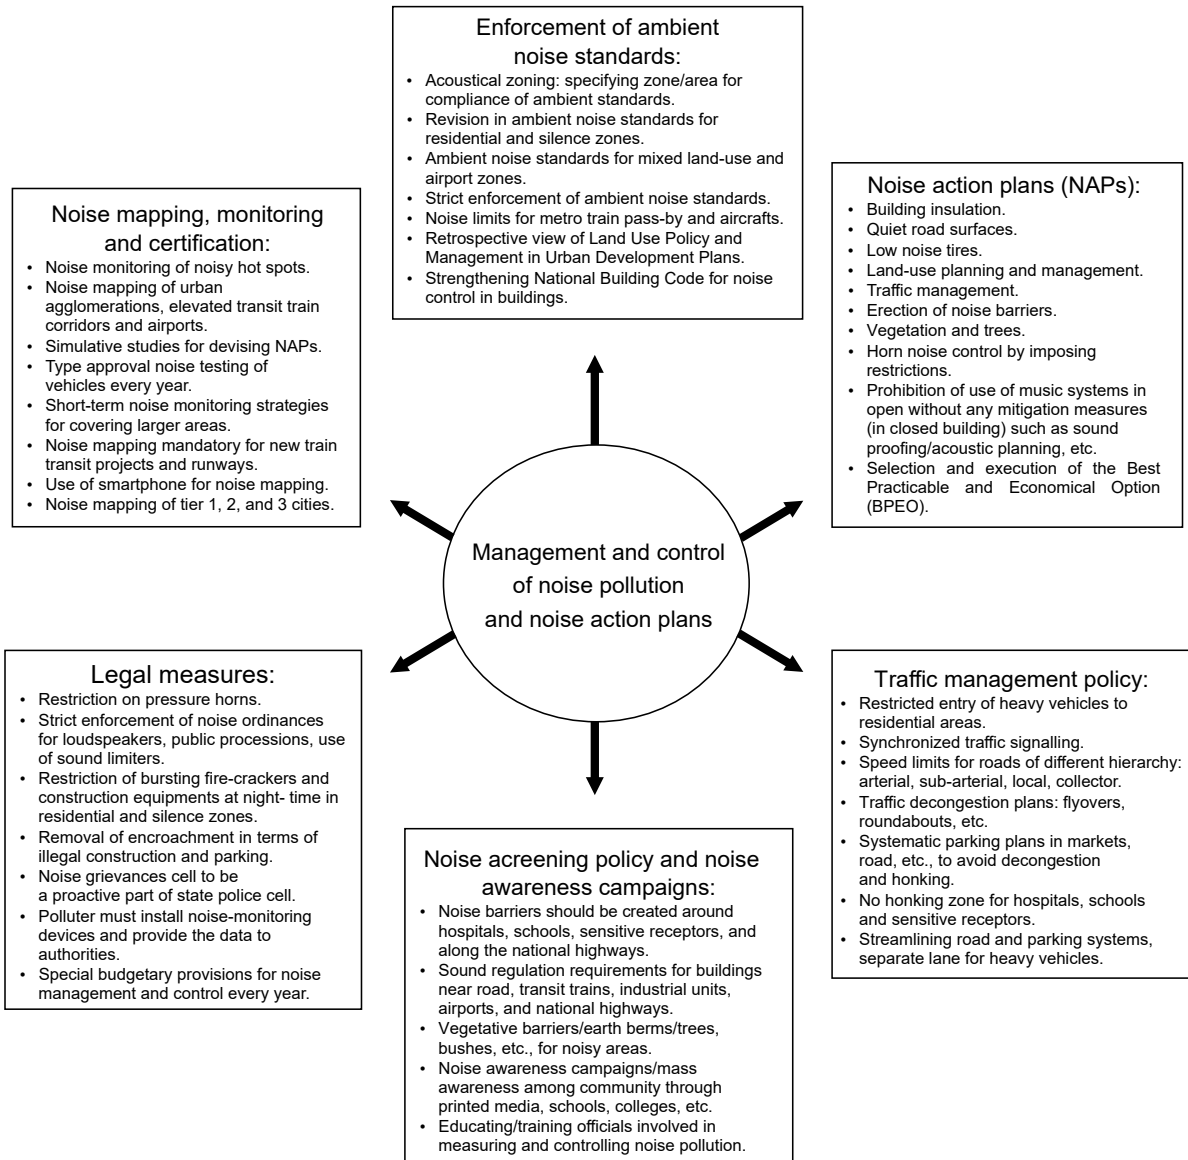 Enforcement of ambient
noise standards:
• Acoustical zoning: specifying zone/area for
compliance of ambient standards.
• Revision in ambient noise standards for
residential and silence zones.
• Ambient noise standards for mixed land-use and
airport zones.
• Strict enforcement of ambient noise standards.
• Noise limits for metro train pass-by and aircrafts.
• Retrospective view of Land Use Policy and
Management in Urban Development Plans.
• Strengthening National Building Code for noise
control in buildings.
Noise mapping, monitoring
and certification:
• Noise monitoring of noisy hot spots.
• Noise mapping of urban
agglomerations, elevated transit train
corridors and airports.
• Simulative studies for devising NAPs.
• Type approval noise testing of
vehicles every year.
• Short-term noise monitoring strategies
for covering larger areas.
• Noise mapping mandatory for new train
transit projects and runways.
• Use of smartphone for noise mapping.
• Noise mapping of tier 1, 2, and 3 cities.
Noise action plans (NAPs):
• Building insulation.
• Quiet road surfaces.
• Low noise tires.
• Land-use planning and management.
• Traffic management.
• Erection of noise barriers.
• Vegetation and trees.
• Horn noise control by imposing
restrictions.
• Prohibition of use of music systems in
open without any mitigation measures
(in closed building) such as sound
proofing/acoustic planning, etc.
• Selection and execution of the Best
Practicable and Economical Option
(BPEO).
Management and control
of noise pollution
and noise action plans
Legal measures:
• Restriction on pressure horns.
• Strict enforcement of noise ordinances
for loudspeakers, public processions, use
of sound limiters.
• Restriction of bursting fire-crackers and
construction equipments at night- time in
residential and silence zones.
• Removal of encroachment in terms of
illegal construction and parking.
• Noise grievances cell to be
a proactive part of state police cell.
• Polluter must install noise-monitoring
devices and provide the data to
authorities.
• Special budgetary provisions for noise
management and control every year.
Noise acreening policy and noise
awareness campaigns:
• Noise barriers should be created around
hospitals, schools, sensitive receptors, and
along the national highways.
• Sound regulation requirements for buildings
near road, transit trains, industrial units,
airports, and national highways.
• Vegetative barriers/earth berms/trees,
bushes, etc., for noisy areas.
• Noise awareness campaigns/mass
awareness among community through
printed media, schools, colleges, etc.
• Educating/training officials involved in
measuring and controlling noise pollution.
Traffic management policy:
• Restricted entry of heavy vehicles to
residential areas.
• Synchronized traffic signalling.
• Speed limits for roads of different hierarchy:
arterial, sub-arterial, local, collector.
• Traffic decongestion plans: flyovers,
roundabouts, etc.
• Systematic parking plans in markets,
road, etc., to avoid decongestion
and honking.
• No honking zone for hospitals, schools
and sensitive receptors.
• Streamlining road and parking systems,
separate lane for heavy vehicles.